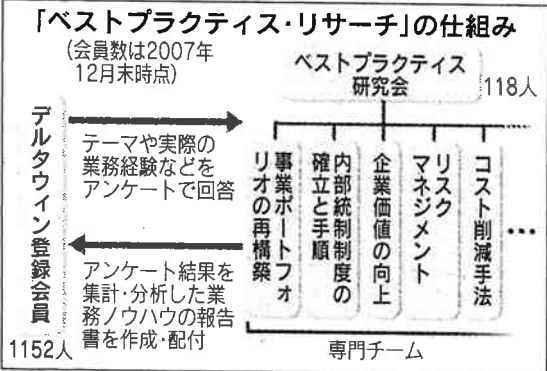 「ベストプラクティス・リサーチ」の仕組み
(会員数は2007年
12月末時点)
ベストプラクティス
研究会
118人
デルタウィン登録会員
1152人
テーマや実際の
業務経験などを
アンケートで回答
アンケート結果を
集計・分析した業
務ノウハウの報告
書を作成・配付
事業ポートフォ
リオの再構築
内部統制制度の
確立と手順
企業価値の向上
リスク
マネジメント
コスト削減手法
…
専門チーム